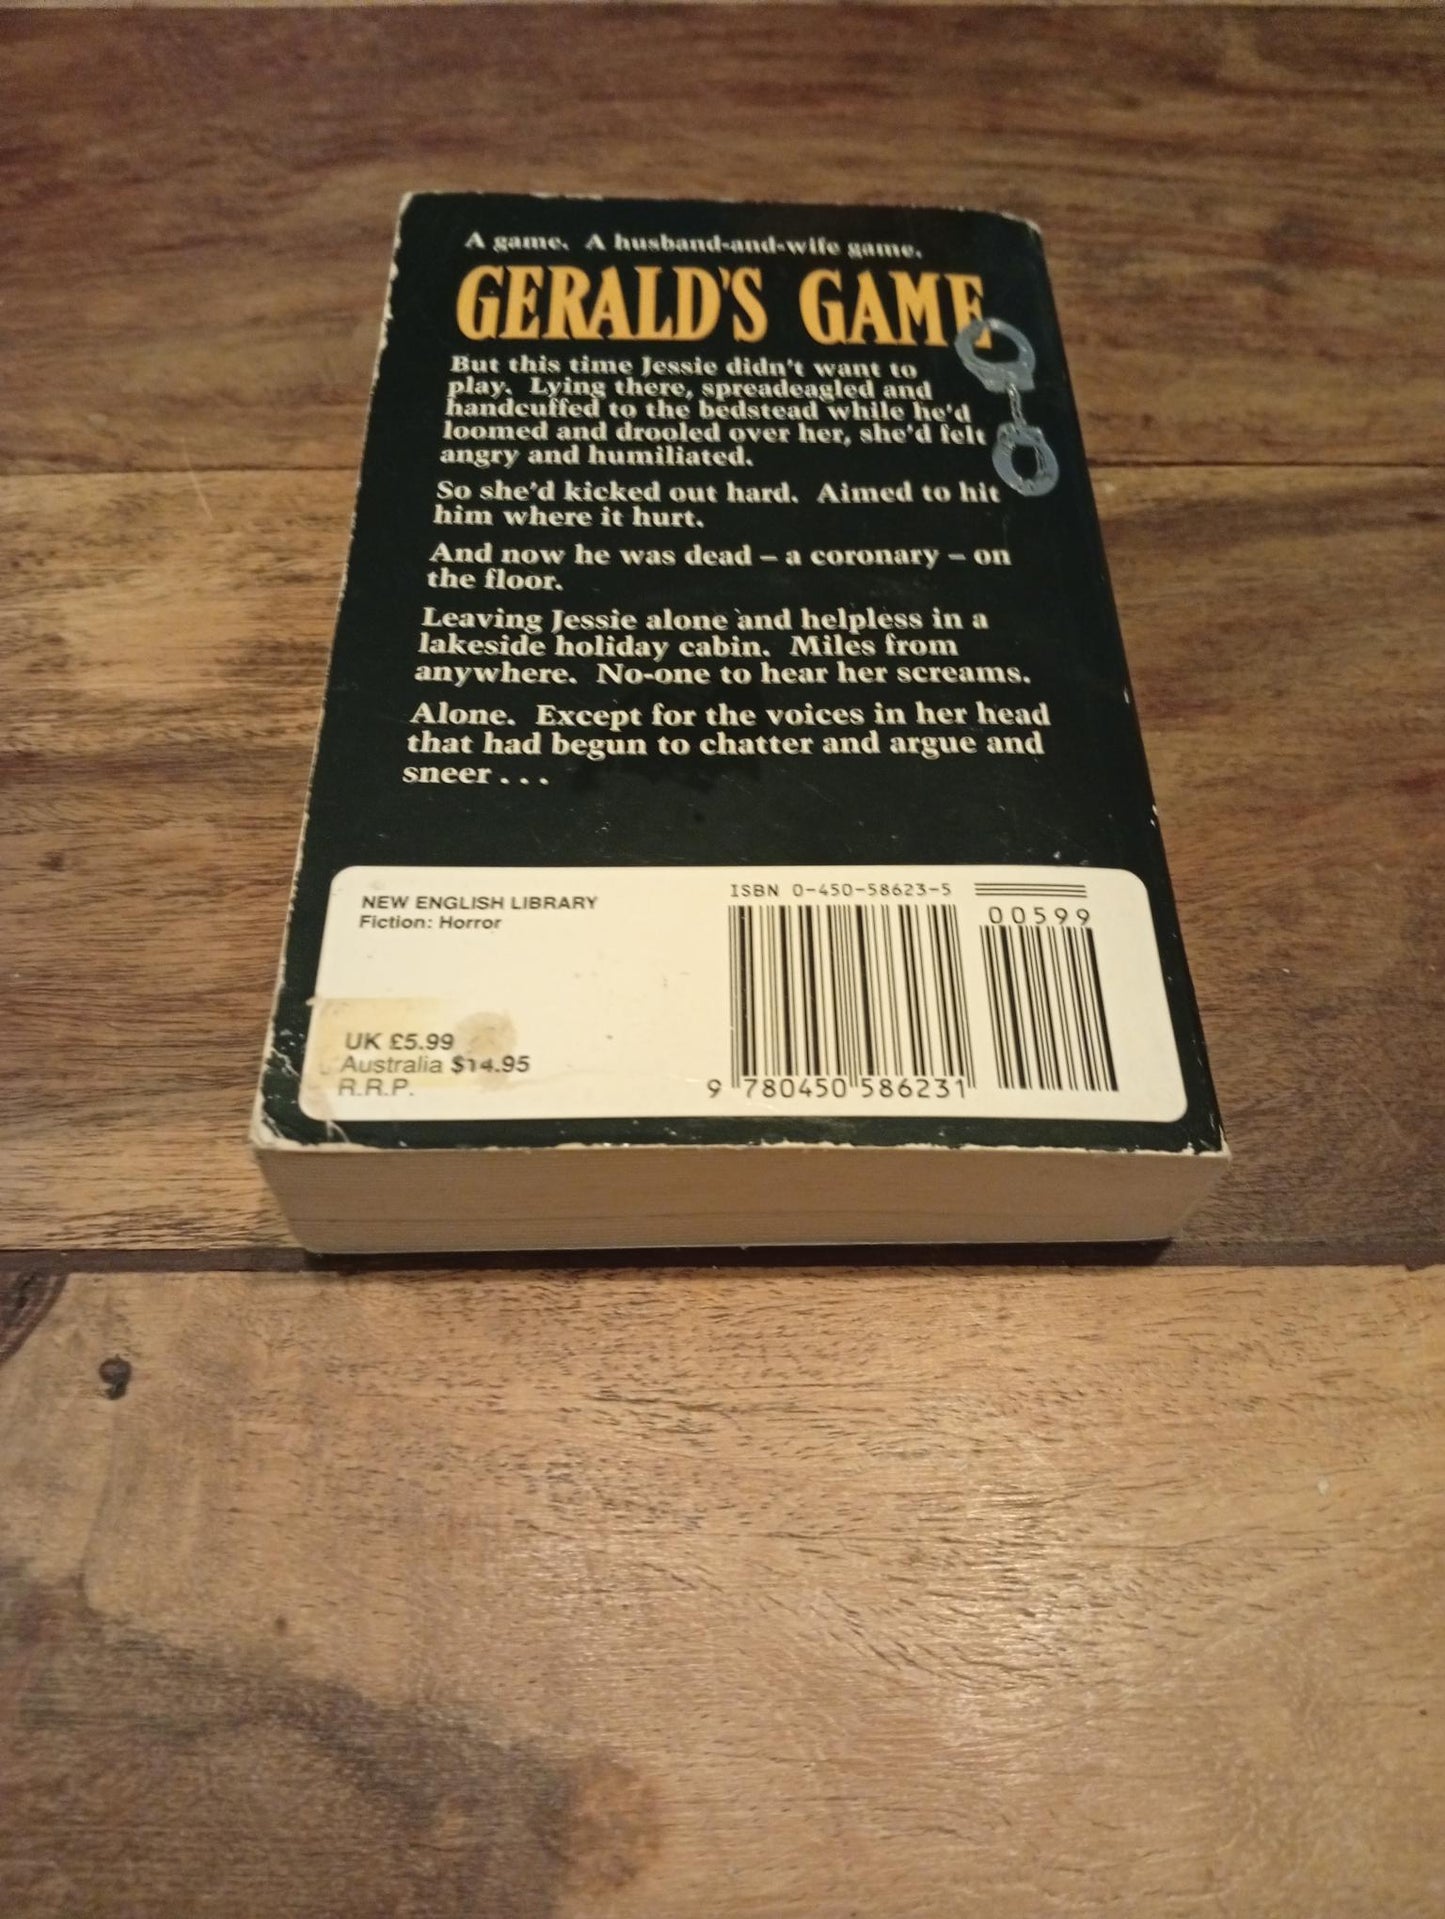 A game. A husband-and-wife game.
GERALD'S GAME
But this time Jessie didn't want to
play. Lying there, spreadeagled and
handcuffed to the bedstead while he'd
loomed and drooled over her, she'd felt
angry and humiliated.
So she'd kicked out hard. Aimed to hit
him where it hurt.
And now he was dead – a coronary – on
the floor.
Leaving Jessie alone and helpless in a
lakeside holiday cabin. Miles from
anywhere. No-one to hear her screams.
Alone. Except for the voices in her head
that had begun to chatter and argue and
sneer . . .
NEW ENGLISH LIBRARY
Fiction: Horror
UK £5.99
Australia $14.95
R.R.P.
ISBN 0-450-58623-5
00599
9 780450 586231